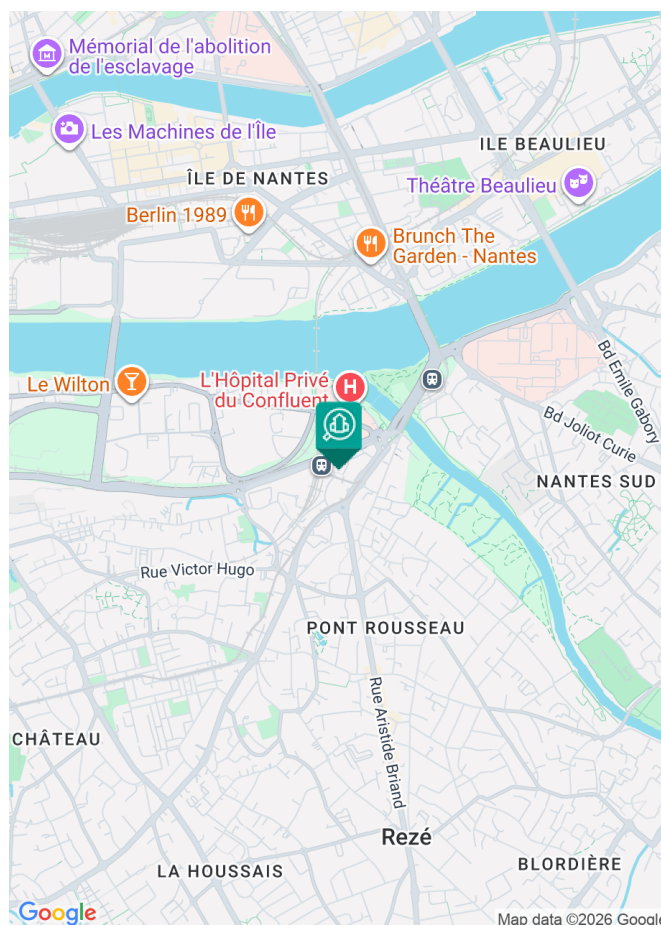 Mémorial de l'abolition
de l'esclavage
Les Machines de l'Île
ILE BEAULIEU
ÎLE DE NANTES
Théâtre Beaulieu
Berlin 1989
Brunch The
Garden - Nantes
Le Wilton
L'Hôpital Privé
du Confluent
H
Bd Emile Gabory
Bd Joliot Curie
NANTES SUD
Rue Victor Hugo
PONT ROUSSEAU
Rue Aristide Briand
CHÂTEAU
Rezé
LA HOUSSAIS
BLORDIÈRE
Google
Map data ©2026 Google